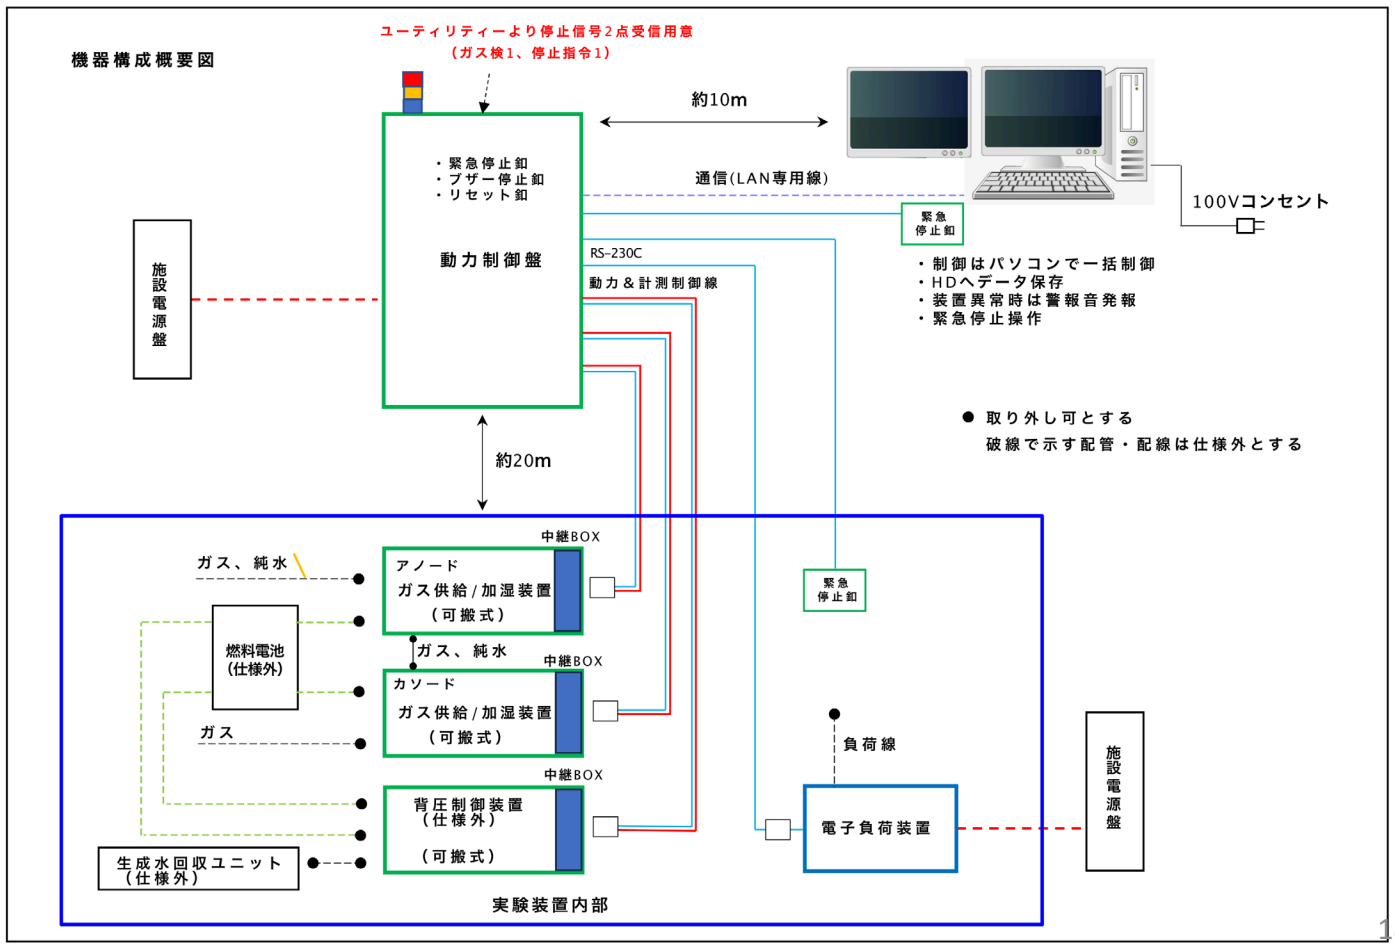 機器構成概要図
ユーティリティーより停止信号2点受信用意
（ガス検1、停止指令1）
約10m
・緊急停止釦
・ブザー停止釦
・リセット釦
動力制御盤
通信(LAN専用線)
緊急
停止釦
100Vコンセント
RS-230C
動力＆計測制御線
・制御はパソコンで一括制御
・HDへデータ保存
・装置異常時は警報音発報
・緊急停止操作
施設電源盤
● 取り外し可とする
破線で示す配管・配線は仕様外とする
約20m
中継BOX
ガス、純水
アノード
ガス供給/加湿装置
（可搬式）
緊急
停止釦
燃料電池
（仕様外）
ガス、純水
中継BOX
カソード
ガス供給/加湿装置
（可搬式）
ガス
負荷線
中継BOX
背圧制御装置
（仕様外）
（可搬式）
電子負荷装置
施設電源盤
生成水回収ユニット
（仕様外）
実験装置内部
1